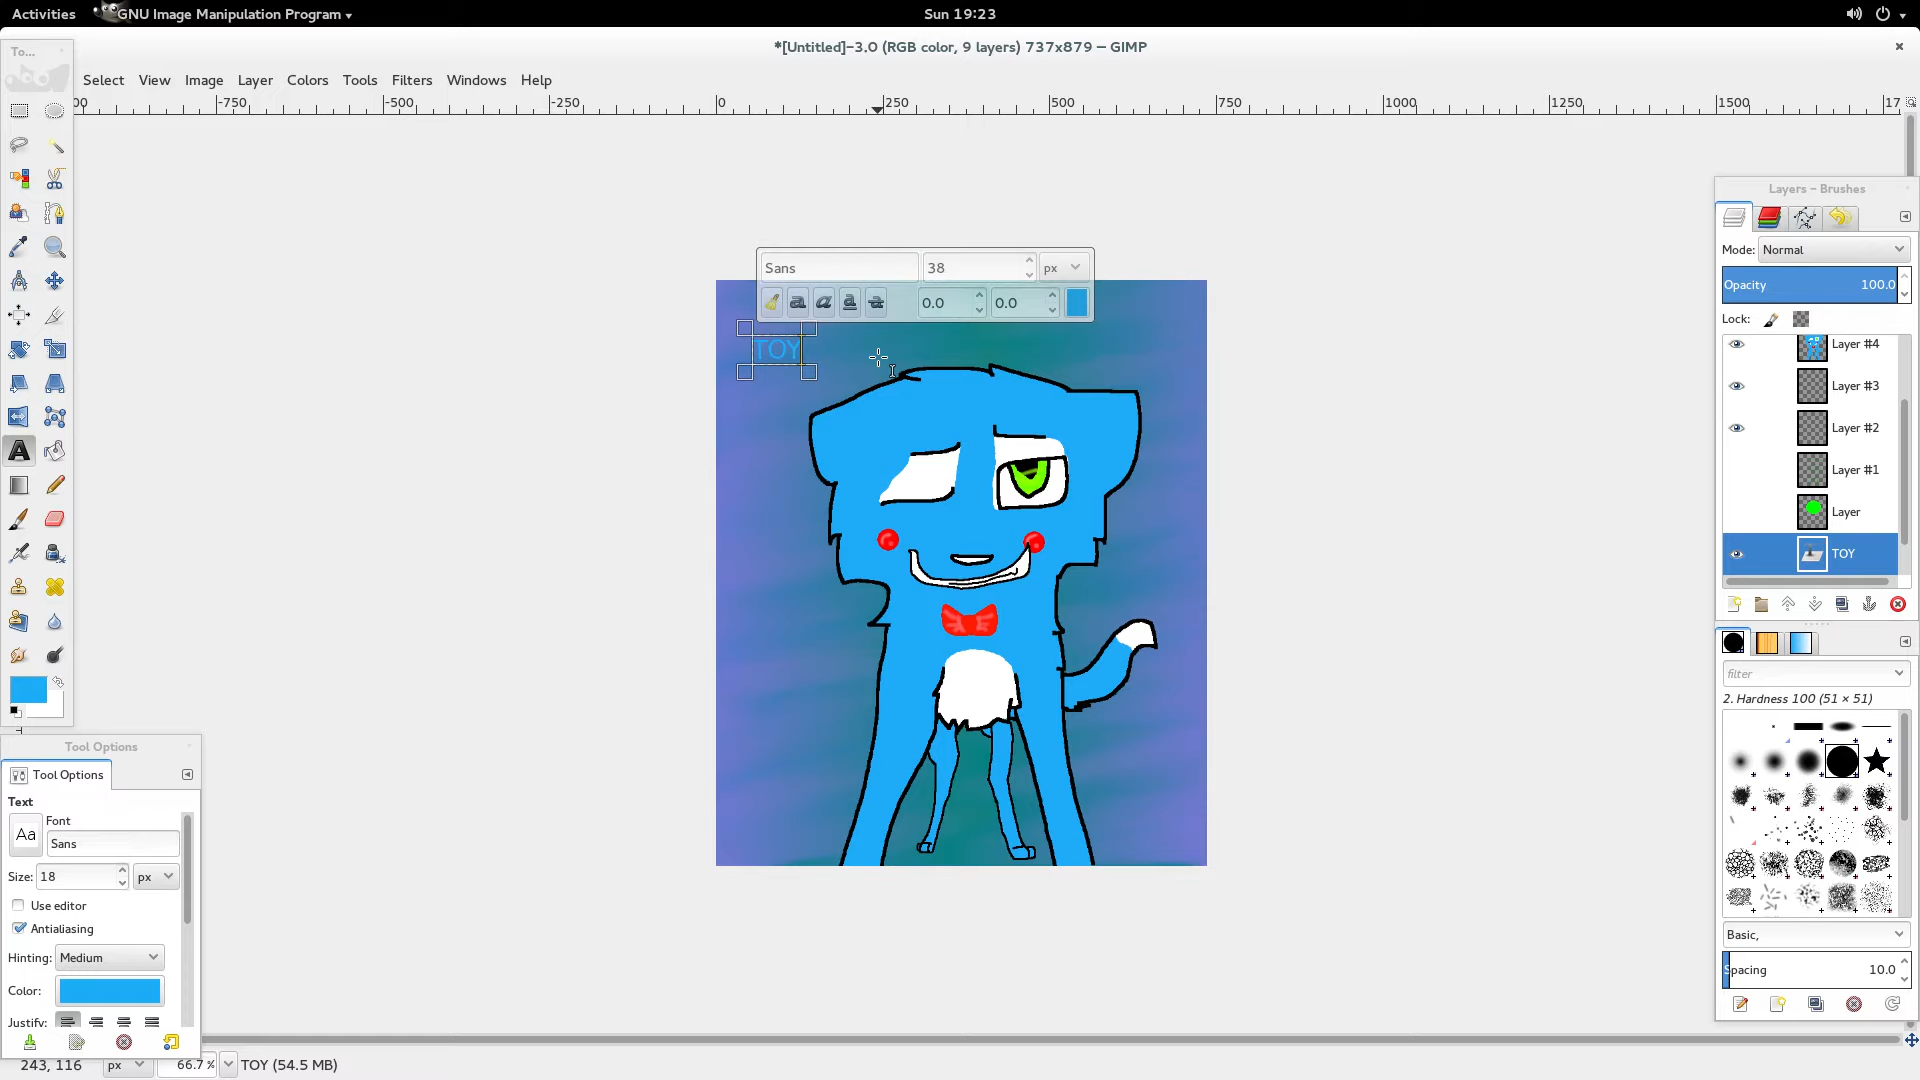 Activities GNU Image Manipulation Program Sun 19:23
*[Untitled]-3.0 (RGB color, 9 layers) 737x879 – GIMP
To...
Select View Image Layer Colors Tools Filters Windows Help
-750 -500 -250 0 250 500 750 1000 1250 1500 17
Layers – Brushes
Mode: Normal
Opacity 100.0
Lock:
Sans 38 px
a a a a 0.0 0.0
TOY
Layer #4
Layer #3
Layer #2
Layer #1
Layer
TOY
filter
2. Hardness 100 (51 × 51)
Basic,
Spacing 10.0
A
Tool Options
Tool Options
Text
Font
Aa Sans
Size: 18 px
Use editor
Antialiasing
Hinting: Medium
Color:
Justify:
243, 116 px 66.7 % TOY (54.5 MB)